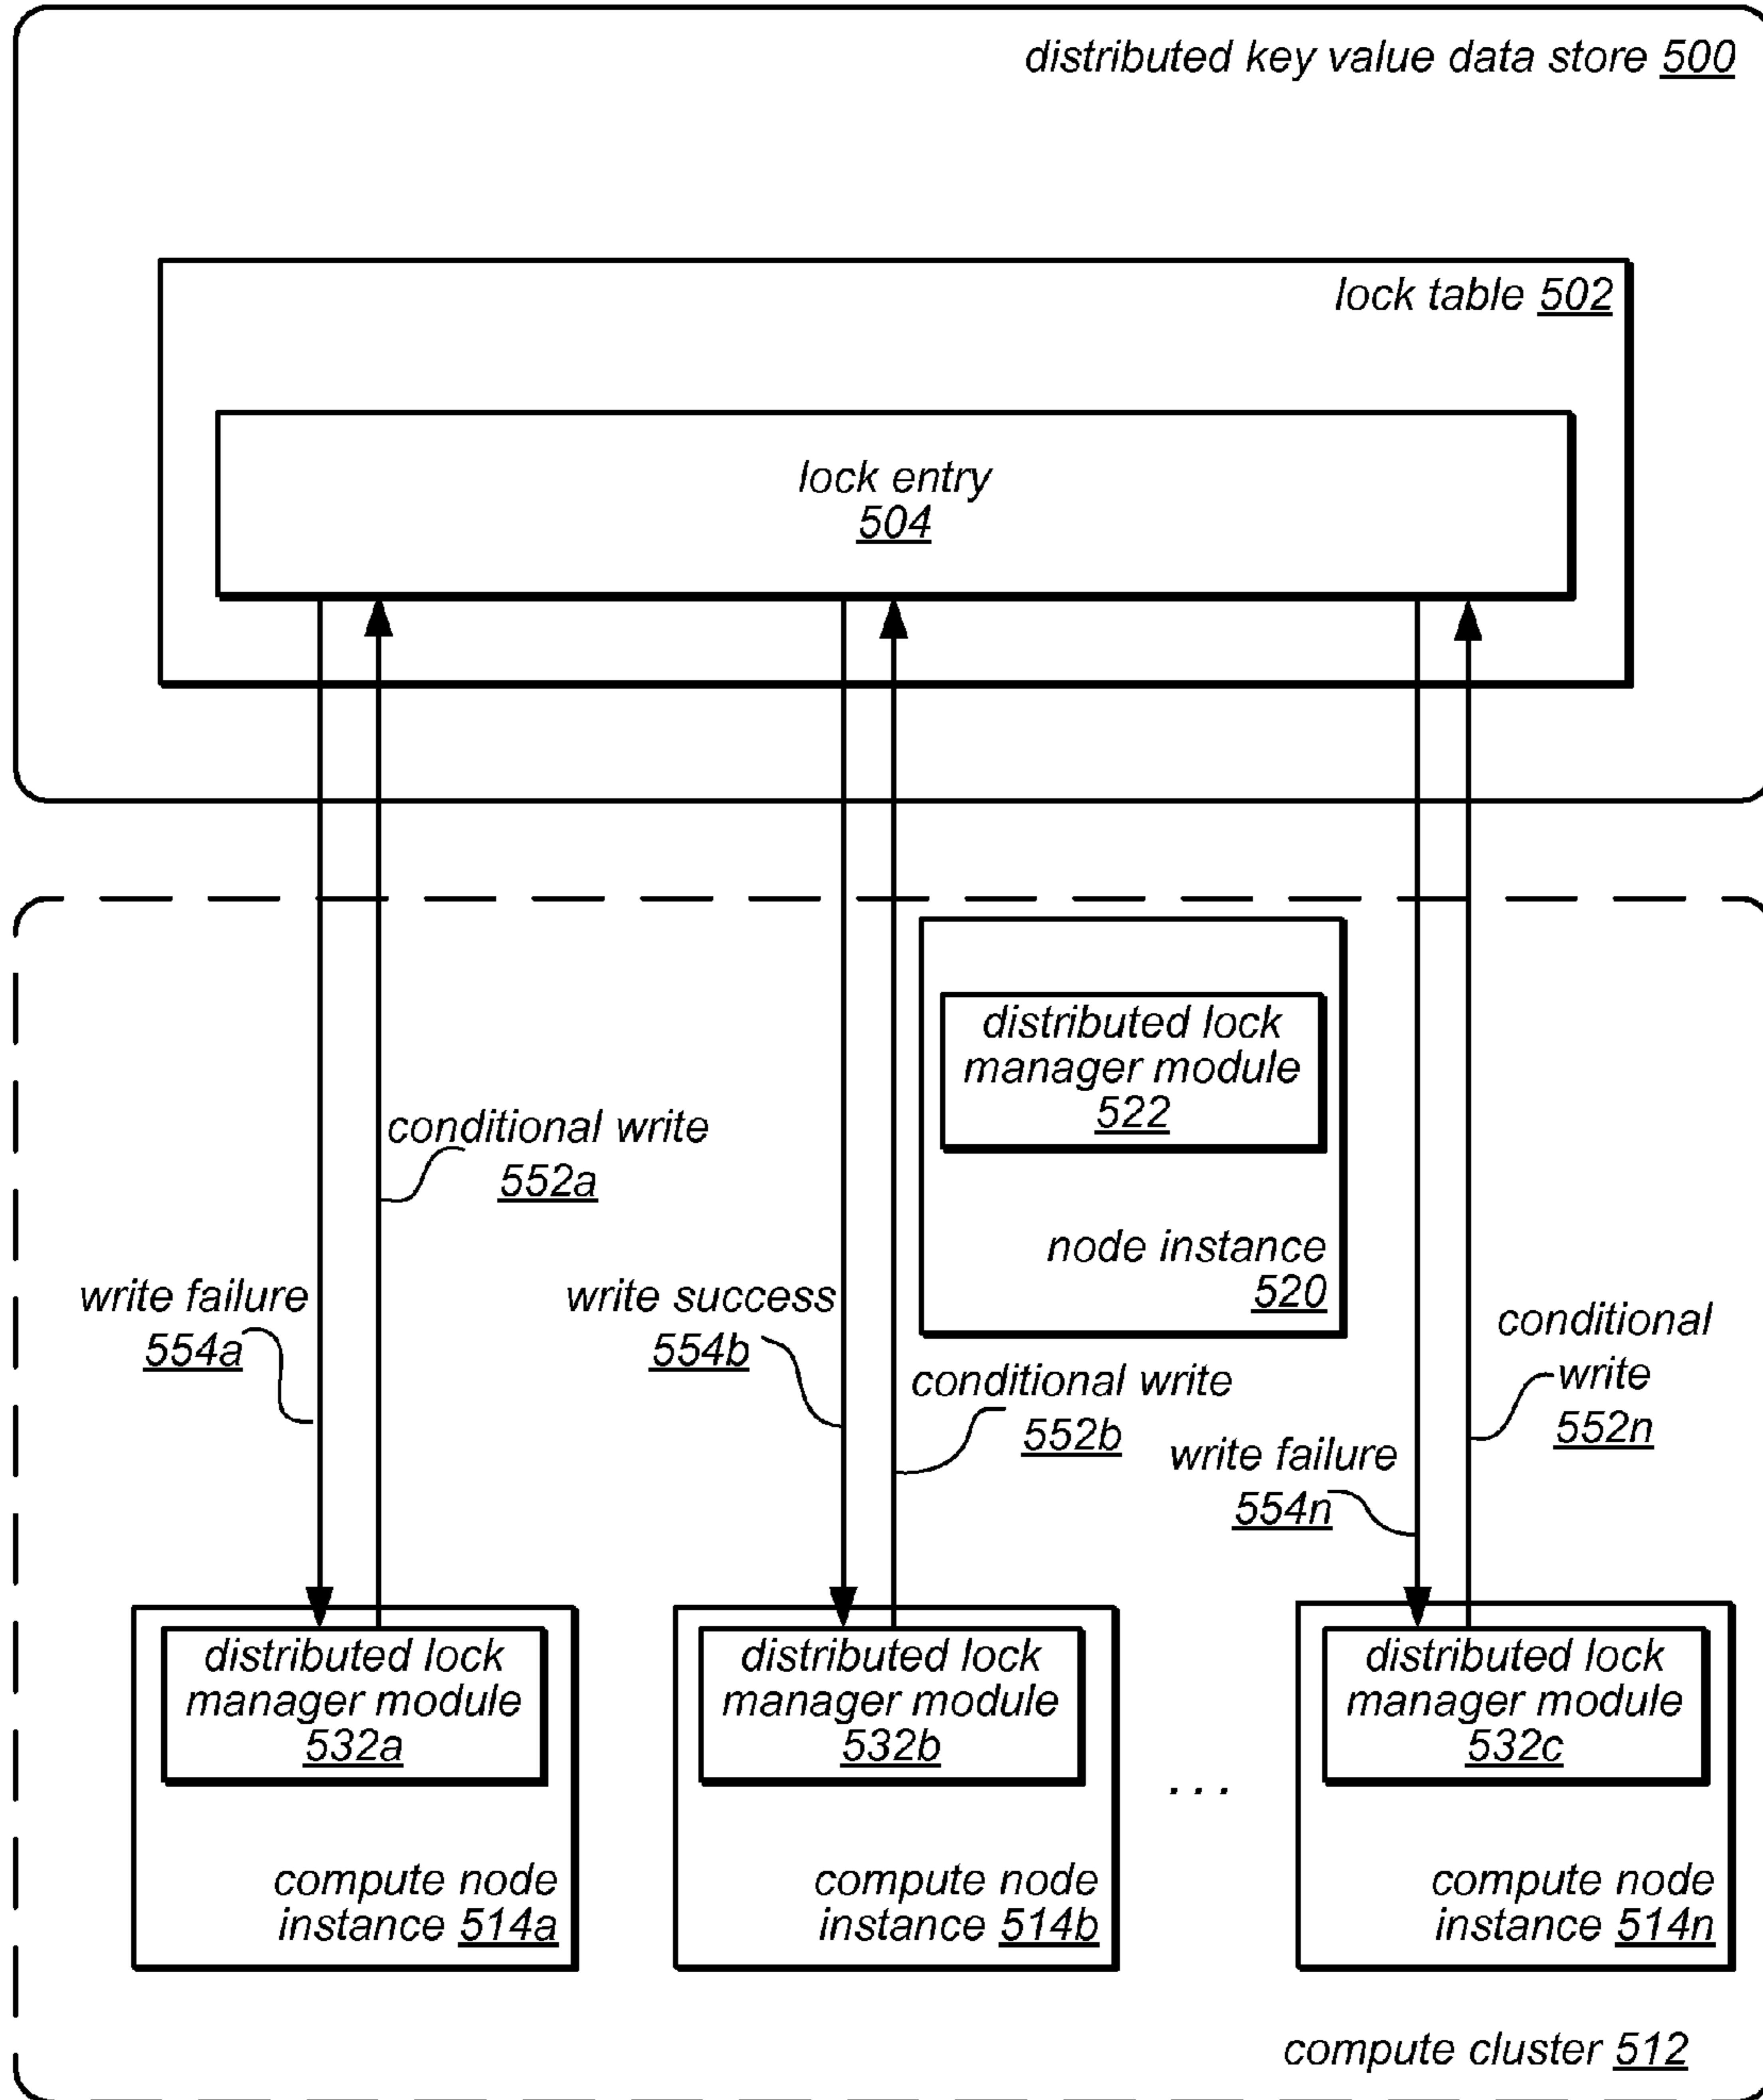 distributed key value data store 500
lock table 502
lock entry
504
distributed lock
manager module
522
node instance
520
conditional write
552a
write failure
554a
write success
554b
conditional write
552b
write failure
554n
conditional
write
552n
distributed lock
manager module
532a
compute node
instance 514a
distributed lock
manager module
532b
compute node
instance 514b
. . .
distributed lock
manager module
532c
compute node
instance 514n
compute cluster 512